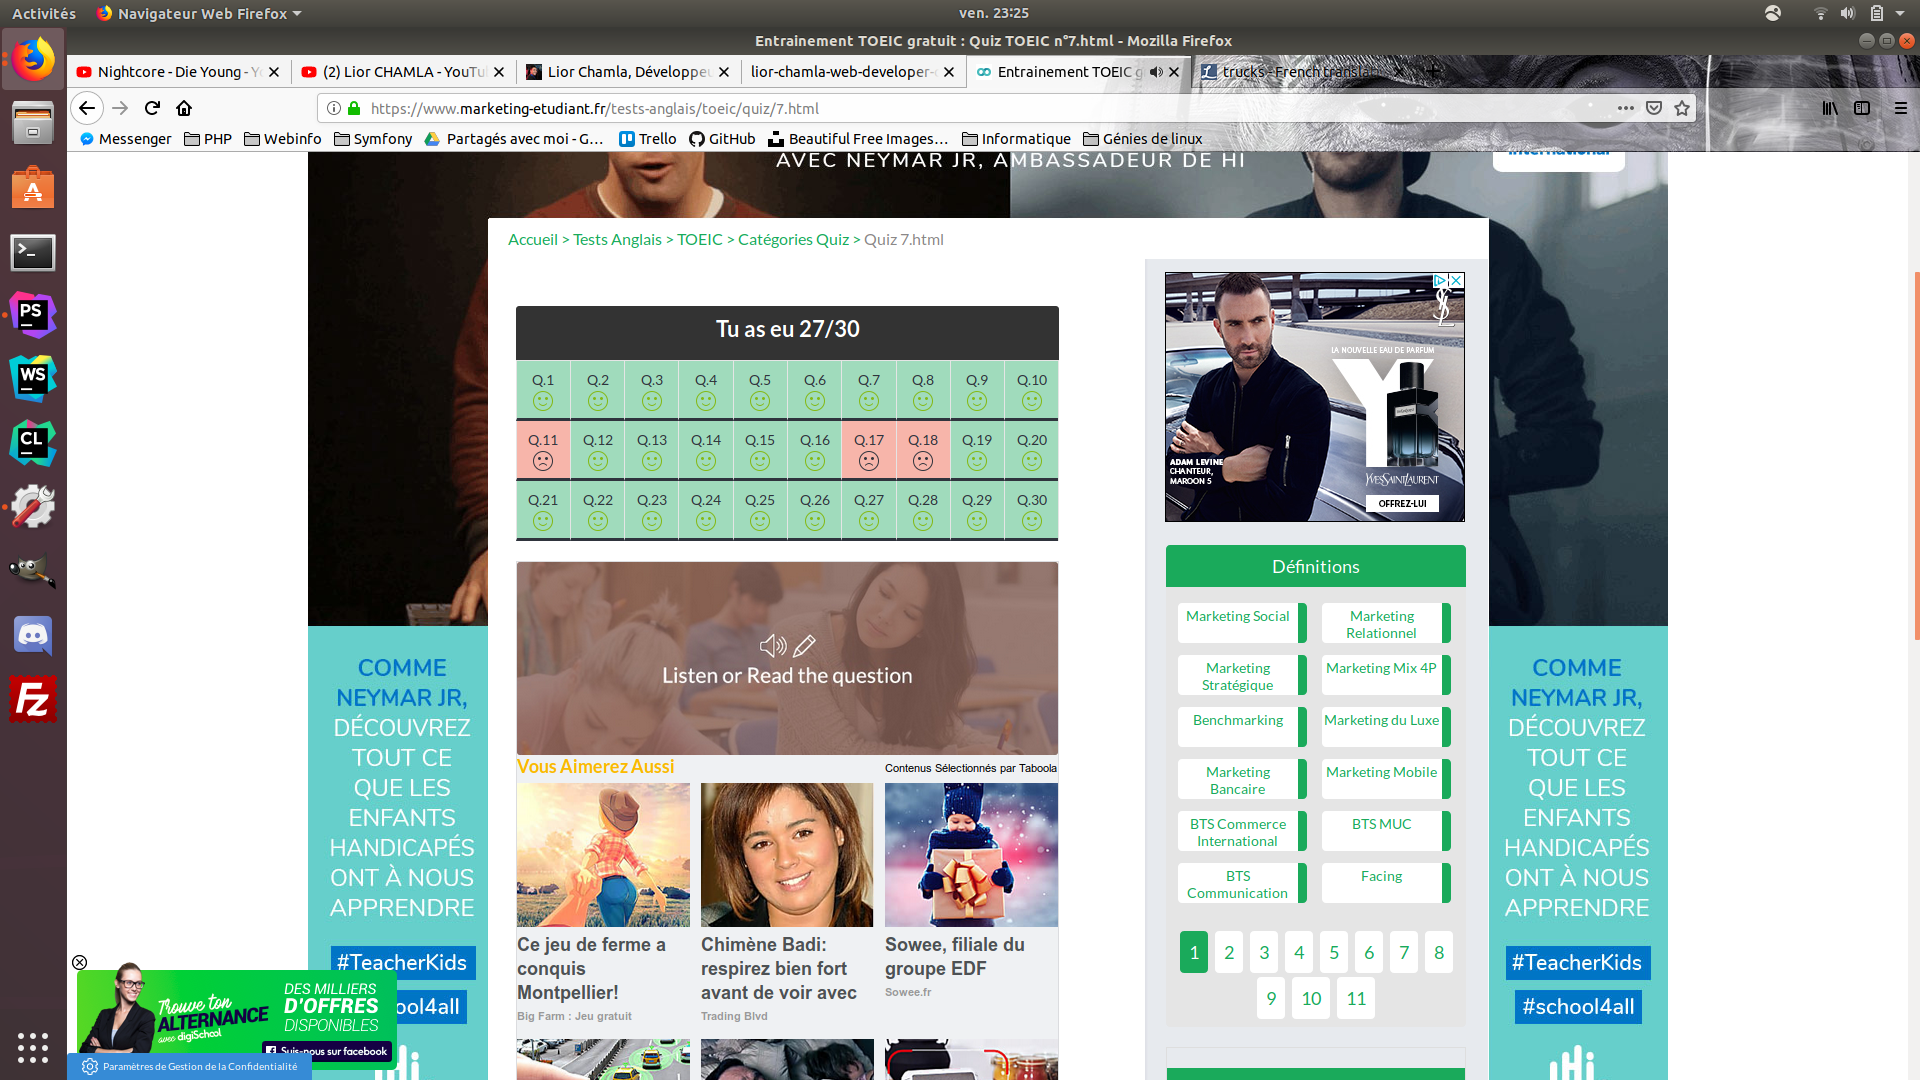 Activités
Navigateur Web Firefox
ven. 23:25
Entrainement TOEIC gratuit : Quiz TOEIC n°7.html - Mozilla Firefox
Nightcore - Die Young - Yo
(2) Lior CHAMLA - YouTu
Lior Chamla, Développeu
lior-chamla-web-developer-
Entrainement TOEIC g
trucks - French transla
https://www.marketing-etudiant.fr/tests-anglais/toeic/quiz/7.html
Messenger
PHP
Webinfo
Symfony
Partagés avec moi - G…
Trello
GitHub
Beautiful Free Images…
Informatique
Génies de linux
AVEC NEYMAR JR, AMBASSADEUR DE HI
international
Accueil > Tests Anglais > TOEIC > Catégories Quiz > Quiz 7.html
Tu as eu 27/30
Q.1 Q.2 Q.3 Q.4 Q.5 Q.6 Q.7 Q.8 Q.9 Q.10
Q.11 Q.12 Q.13 Q.14 Q.15 Q.16 Q.17 Q.18 Q.19 Q.20
Q.21 Q.22 Q.23 Q.24 Q.25 Q.26 Q.27 Q.28 Q.29 Q.30
Listen or Read the question
Vous Aimerez Aussi
Contenus Sélectionnés par Taboola
Ce jeu de ferme a
conquis
Montpellier!
Big Farm : Jeu gratuit
Chimène Badi:
respirez bien fort
avant de voir avec
Trading Blvd
Sowee, filiale du
groupe EDF
Sowee.fr
YSL
LA NOUVELLE EAU DE PARFUM
Y
ADAM LEVINE
CHANTEUR,
MAROON 5
YVESSAINTLAURENT
OFFREZ-LUI
Définitions
Marketing Social
Marketing
Relationnel
Marketing
Stratégique
Marketing Mix 4P
Benchmarking
Marketing du Luxe
Marketing
Bancaire
Marketing Mobile
BTS Commerce
International
BTS MUC
BTS
Communication
Facing
1 2 3 4 5 6 7 8
9 10 11
COMME
NEYMAR JR,
DÉCOUVREZ
TOUT CE
QUE LES
ENFANTS
HANDICAPÉS
ONT À NOUS
APPRENDRE
#TeacherKids
ool4all
COMME
NEYMAR JR,
DÉCOUVREZ
TOUT CE
QUE LES
ENFANTS
HANDICAPÉS
ONT À NOUS
APPRENDRE
#TeacherKids
#school4all
hi
Trouve ton
ALTERNANCE
avec digiSchool
DES MILLIERS
D'OFFRES
DISPONIBLES
Suis-nous sur facebook
Paramètres de Gestion de la Confidentialité
PS
WS
CL
FZ